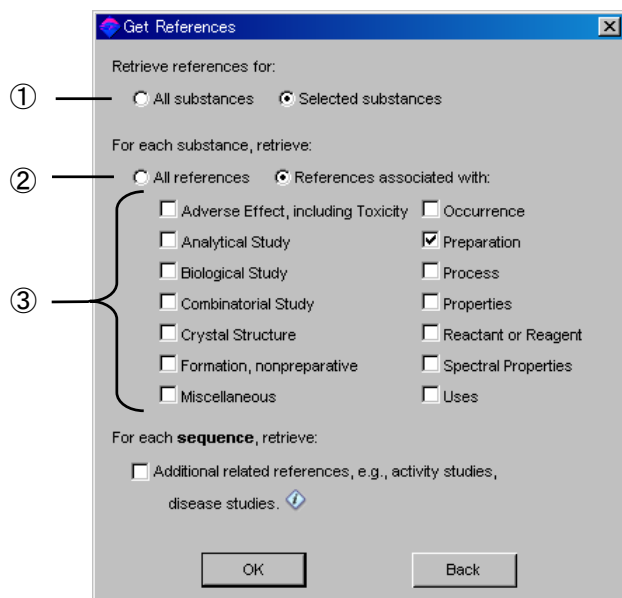 Get References
Retrieve references for:
① All substances Selected substances
For each substance, retrieve:
② All references References associated with:
Adverse Effect, including Toxicity Occurrence
Analytical Study Preparation
Biological Study Process
③ Combinatorial Study Properties
Crystal Structure Reactant or Reagent
Formation, nonpreparative Spectral Properties
Miscellaneous Uses
For each sequence, retrieve:
Additional related references, e.g., activity studies,
disease studies.
OK Back